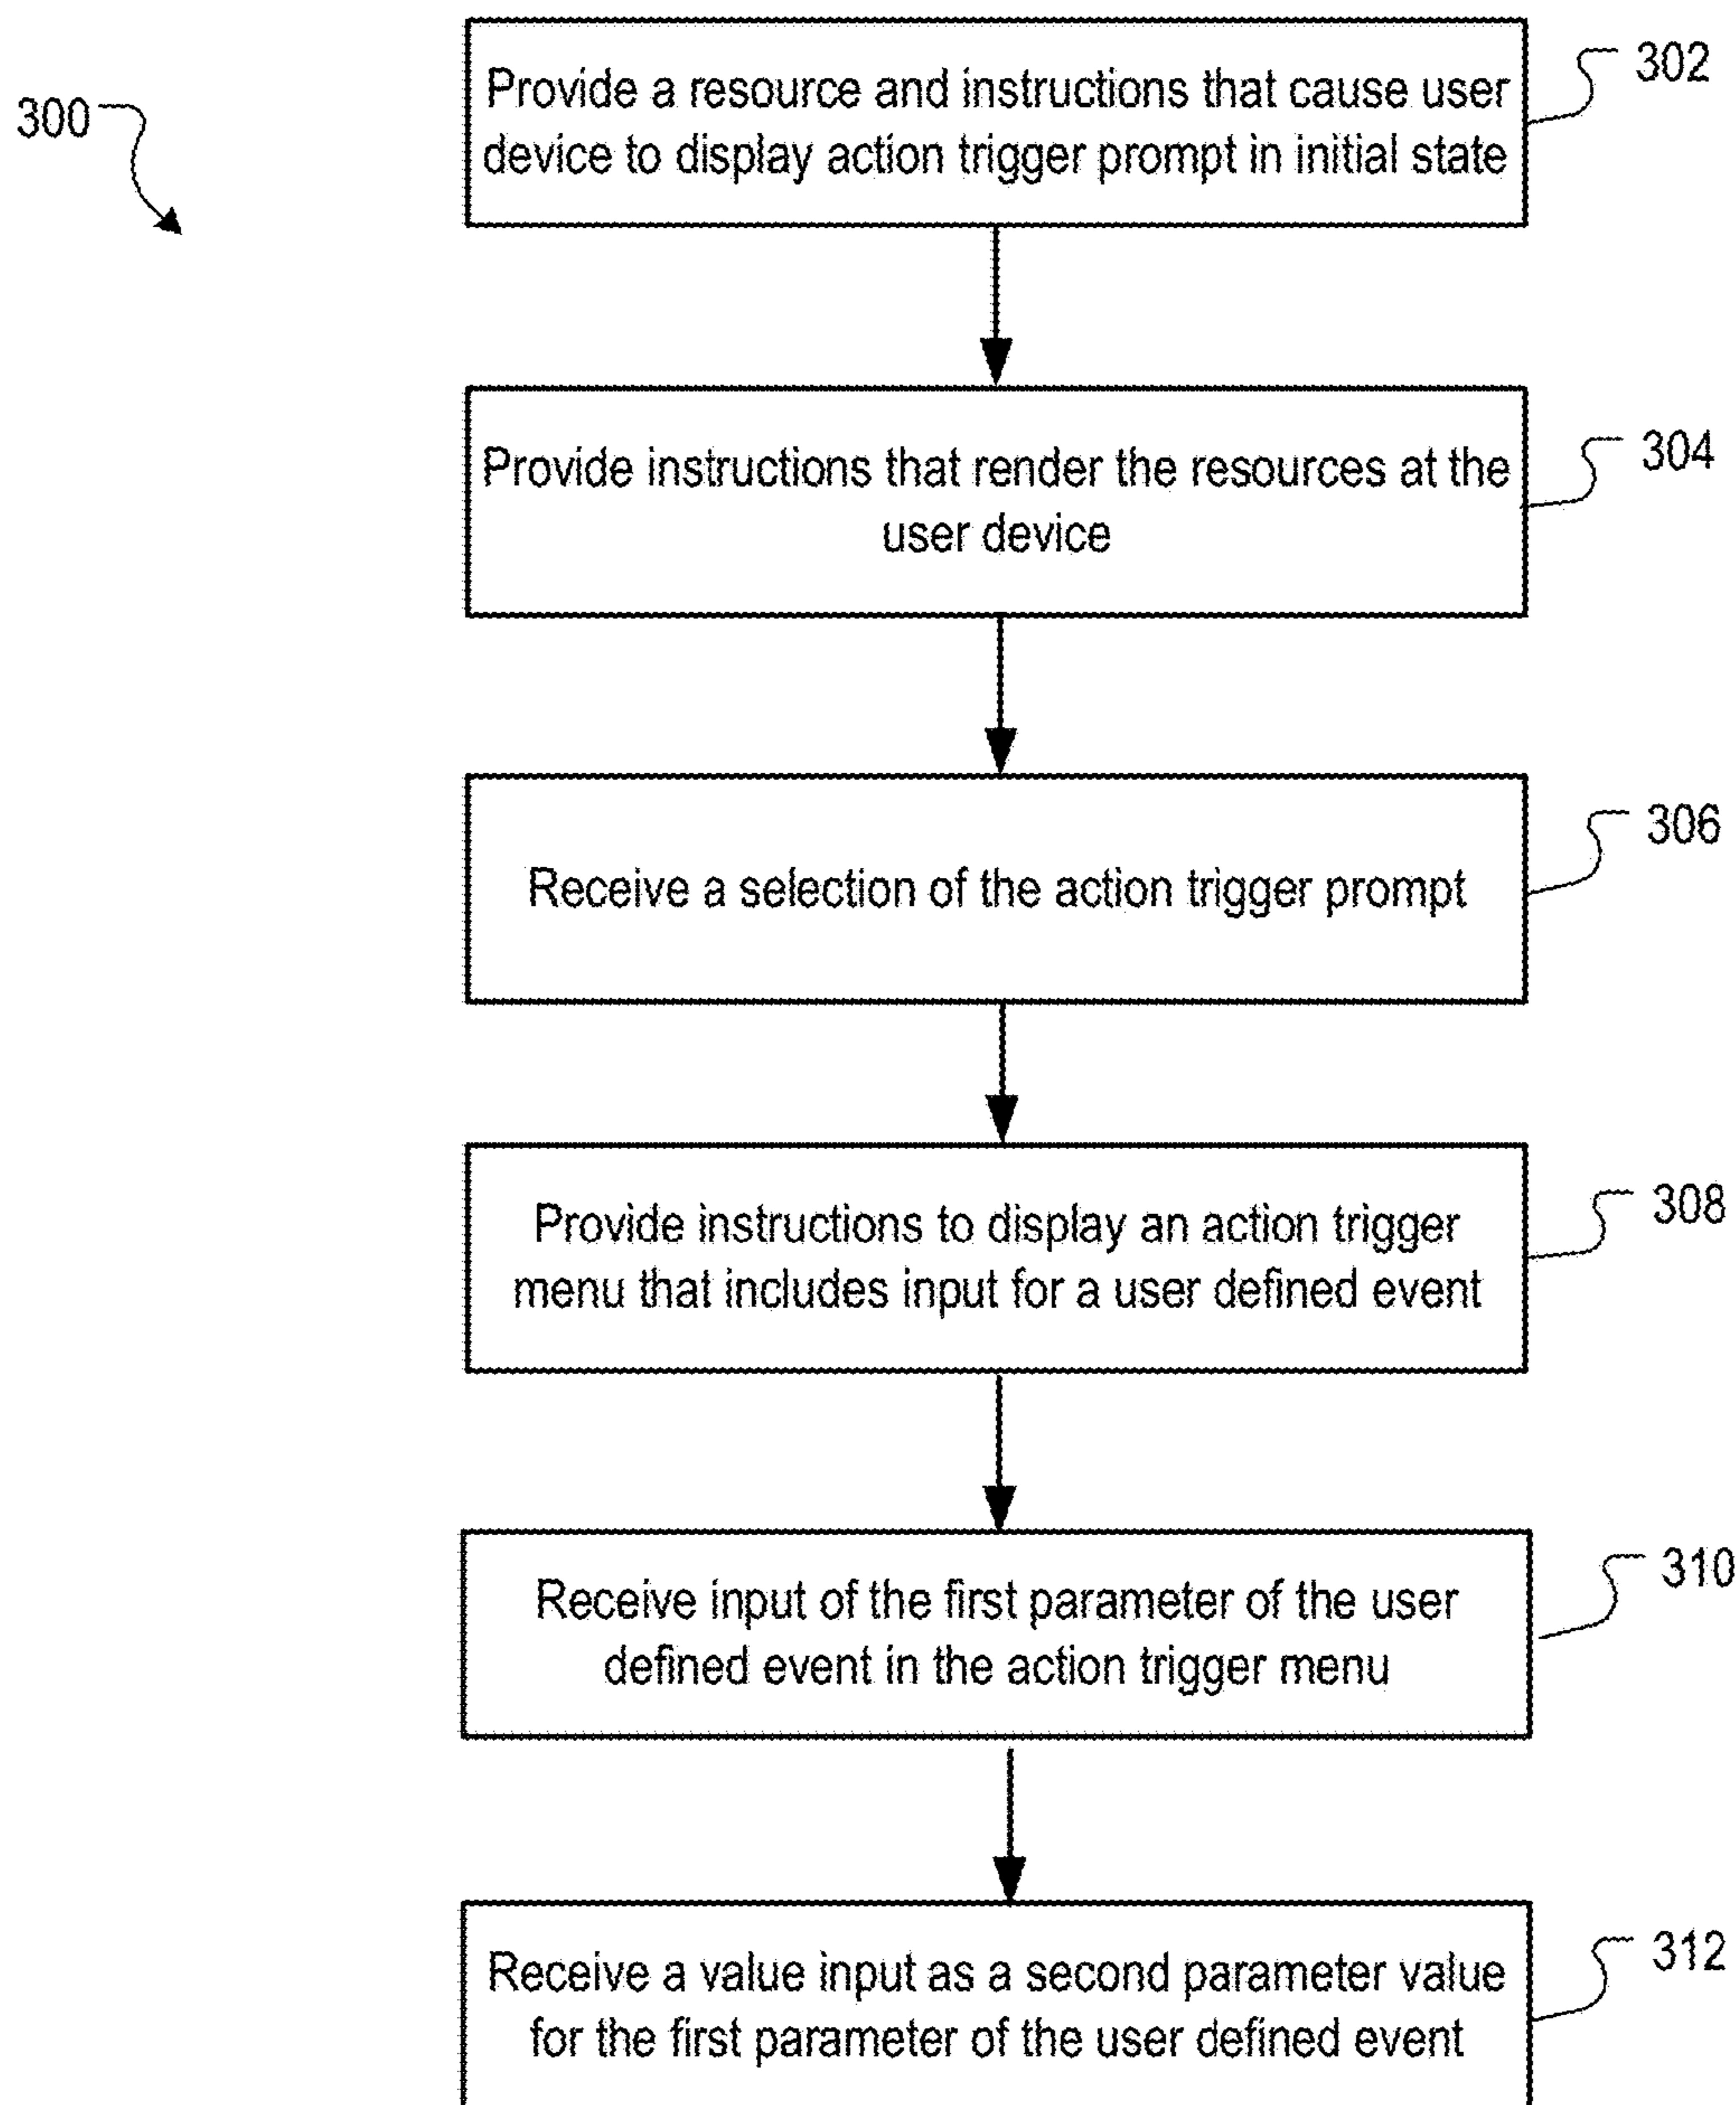 300
Provide a resource and instructions that cause user
device to display action trigger prompt in initial state
302
Provide instructions that render the resources at the
user device
304
Receive a selection of the action trigger prompt
306
Provide instructions to display an action trigger
menu that includes input for a user defined event
308
Receive input of the first parameter of the user
defined event in the action trigger menu
310
Receive a value input as a second parameter value
for the first parameter of the user defined event
312